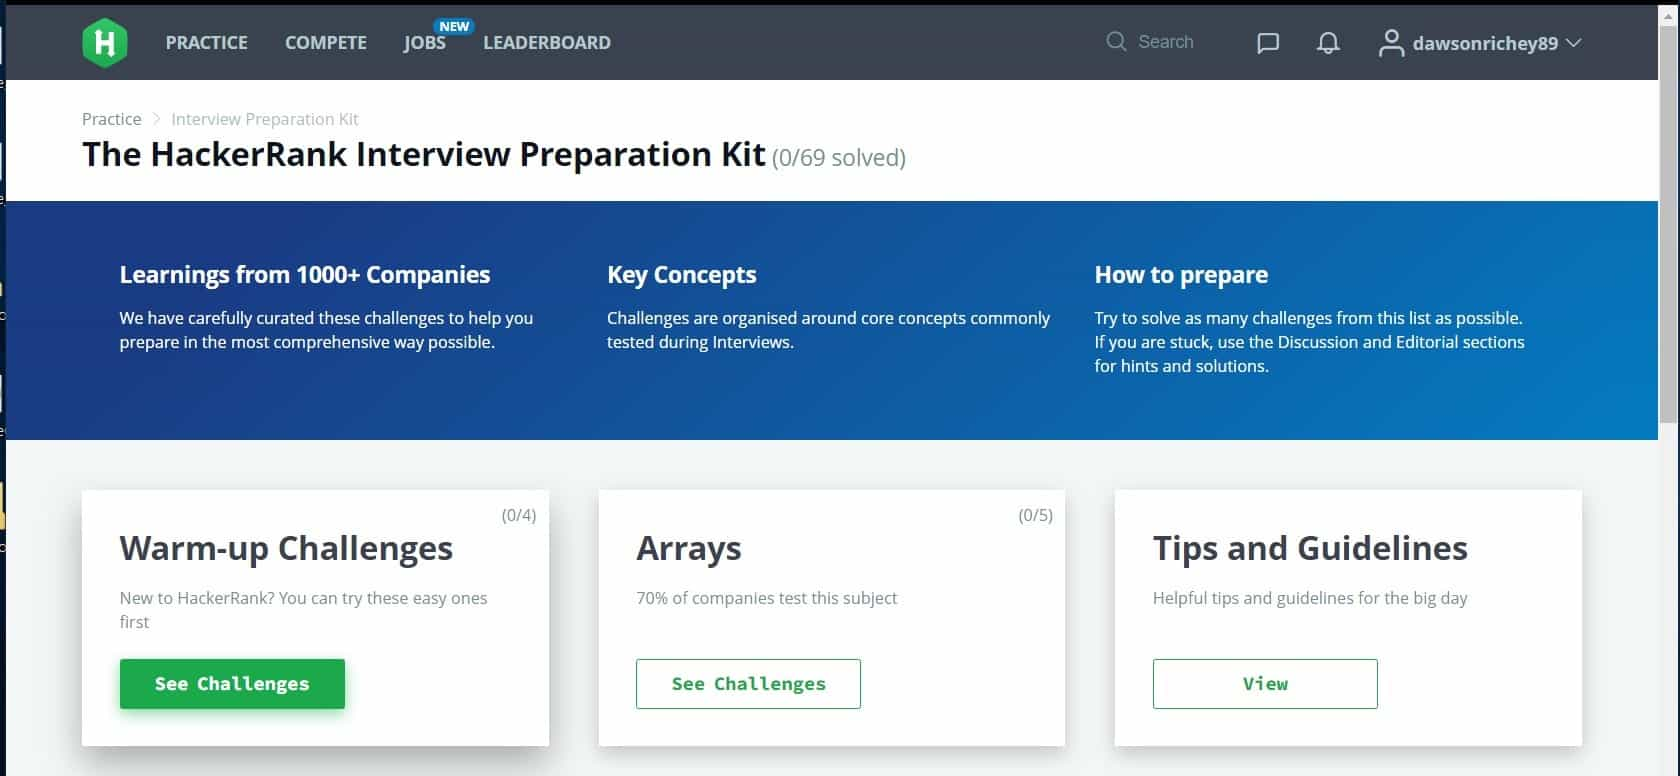 PRACTICE COMPETE JOBS NEW LEADERBOARD Search dawsonrichey89
Practice Interview Preparation Kit
The HackerRank Interview Preparation Kit (0/69 solved)
Learnings from 1000+ Companies
We have carefully curated these challenges to help you
prepare in the most comprehensive way possible.
Key Concepts
Challenges are organised around core concepts commonly
tested during Interviews.
How to prepare
Try to solve as many challenges from this list as possible.
If you are stuck, use the Discussion and Editorial sections
for hints and solutions.
(0/4)
Warm-up Challenges
New to HackerRank? You can try these easy ones
first
See Challenges
(0/5)
Arrays
70% of companies test this subject
See Challenges
Tips and Guidelines
Helpful tips and guidelines for the big day
View